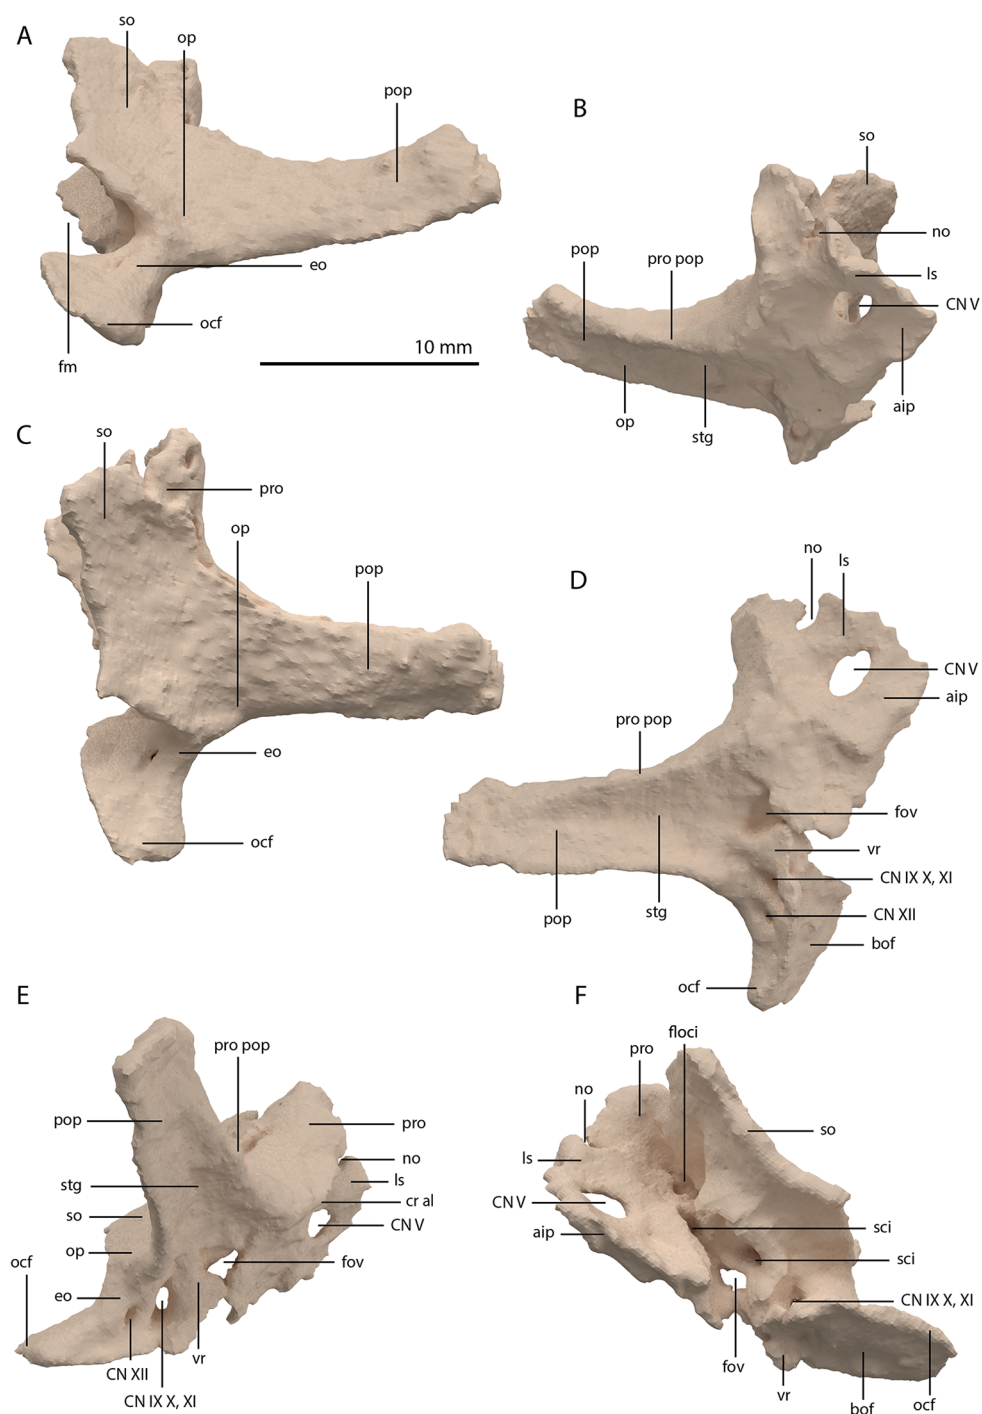 A
so
op
pop
eo
ocf
fm
10 mm
B
so
no
pop
pro pop
ls
CN V
op
stg
aip
C
so
pro
op
pop
eo
ocf
D
no
ls
CN V
aip
pro pop
fov
vr
CN IX X, XI
CN XII
pop
stg
bof
ocf
E
pro pop
pop
pro
no
stg
ls
cr al
so
CN V
op
ocf
fov
eo
vr
CN XII
CN IX X, XI
F
floci
pro
no
so
ls
CN V
sci
aip
sci
CN IX X, XI
fov
vr
bof
ocf